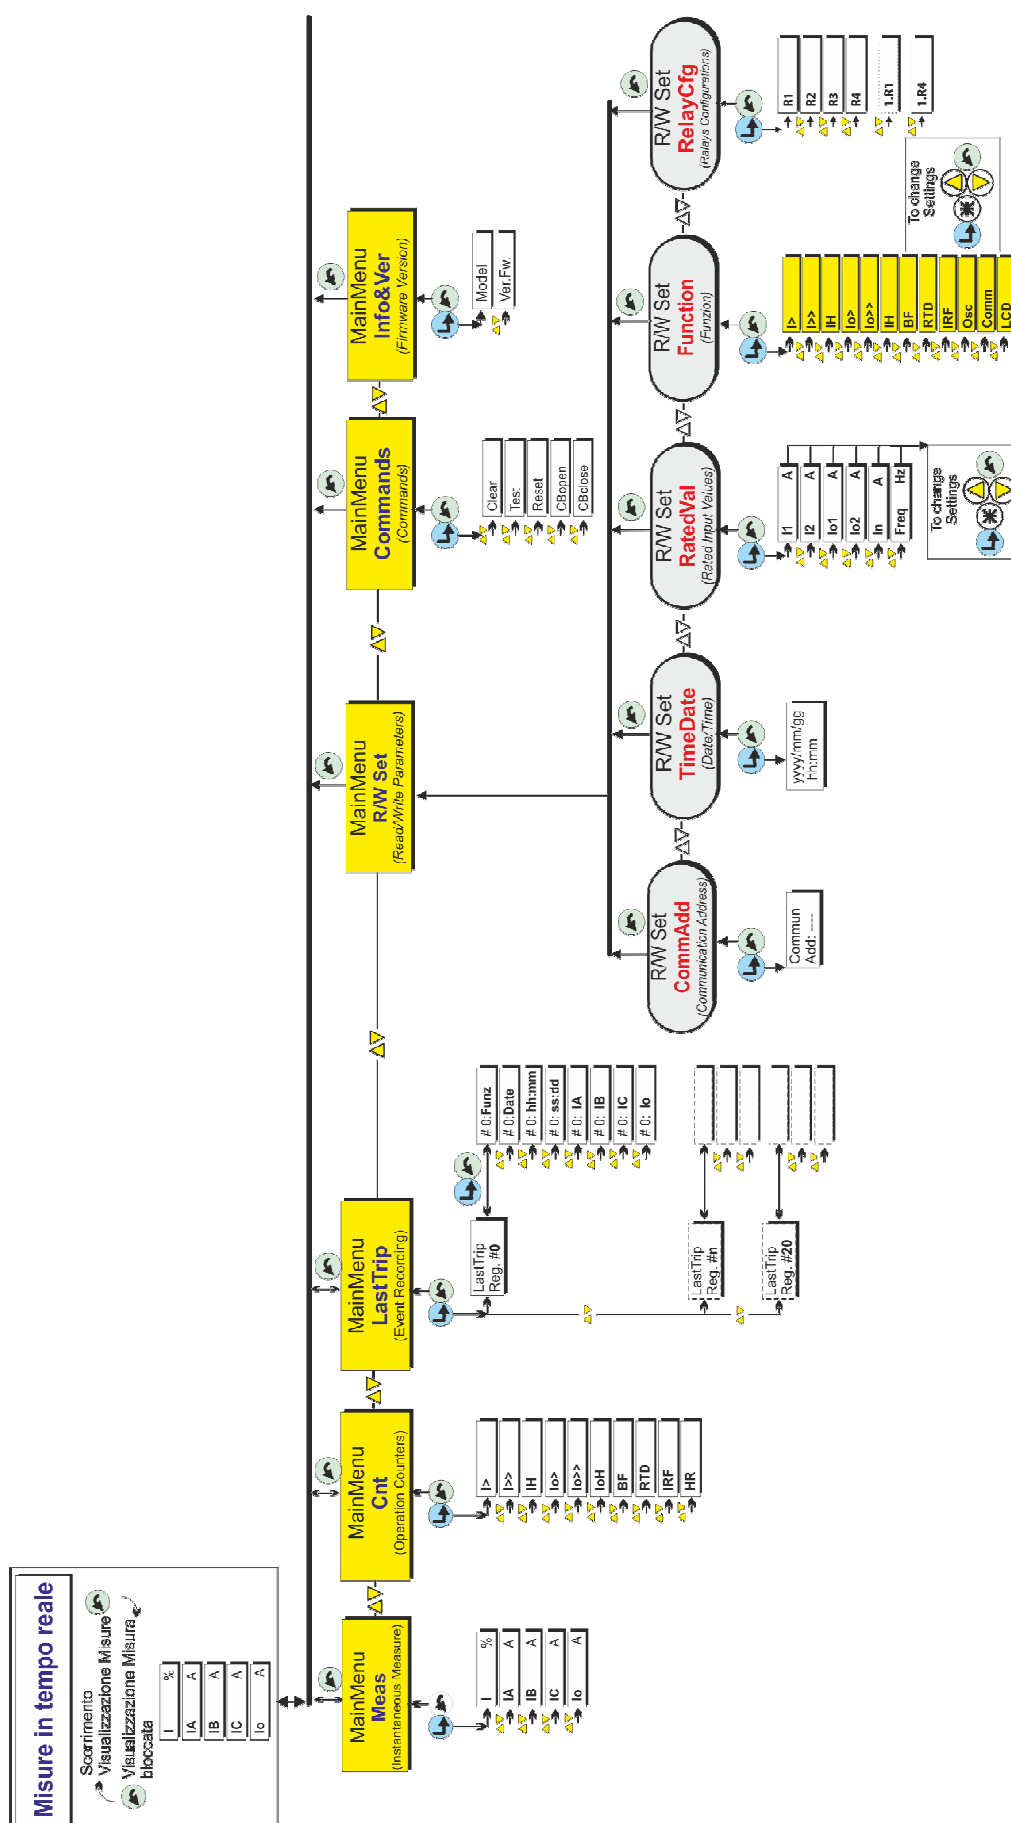 Misure in tempo reale
Scorrimento
Visualizzazione Misure
Visualizzazione Misura
bloccata
I %
IA A
IB A
IC A
Io A
MainMenu
Meas
(Instantaneous Measure)
I %
IA A
IB A
IC A
Io A
MainMenu
Cnt
(Operation Counters)
I>
I>>
IH
Io>
Io>>
IoH
BF
RTD
IRF
HR
MainMenu
LastTrip
(Event Recording)
LastTrip
Reg. #0
# 0:Funz
# 0:Date
# 0: hh:mm
# 0: ss:dd
# 0: IA
# 0: IB
# 0: IC
# 0: Io
LastTrip
Reg. #n
LastTrip
Reg. #20
MainMenu
R/W Set
(Read/Write Parameters)
MainMenu
Commands
(Commands)
Clear
Test
Reset
CBopen
CBclose
MainMenu
Info&Ver
(Firmware Version)
Model
Ver.Fw.
R/W Set
CommAdd
(Communication Address)
Commun
Add: ----
R/W Set
TimeDate
(Date/Time)
yyyy/mm/gg
hh:mm
R/W Set
RatedVal
(Rated Input Values)
I1 A
I2 A
Io1 A
Io2 A
In A
Freq Hz
To change
Settings
R/W Set
Function
(Funzion)
I>
I>>
IH
Io>
Io>>
IH
BF
RTD
IRF
Osc
Comm
LCD
To change
Settings
R/W Set
RelayCfg
(Ralays Configurations)
R1
R2
R3
R4
1.R1
1.R4